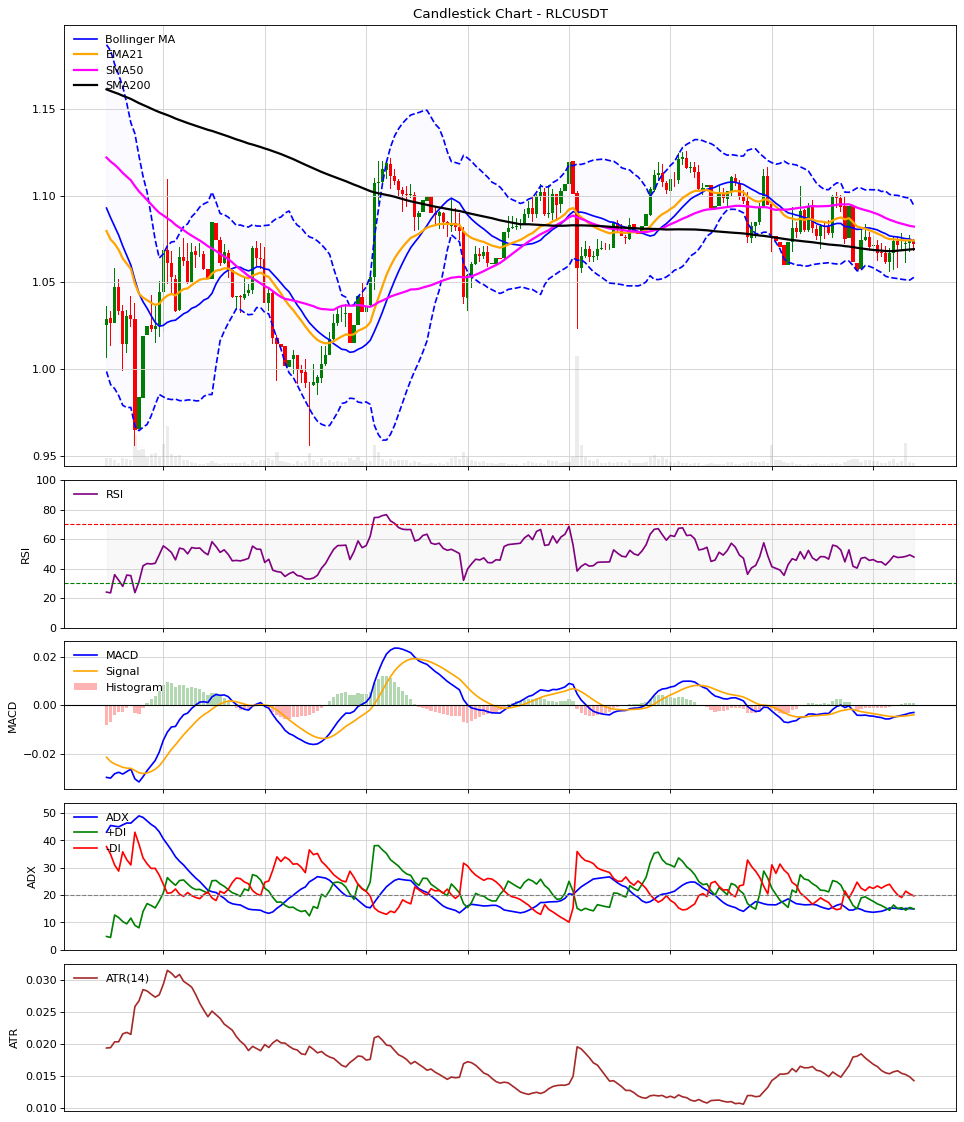 Candlestick Chart - RLCUSDT
Bollinger MA
EMA21
SMA50
SMA200
1.15
1.10
1.05
1.00
0.95
RSI
RSI
100
80
60
40
20
0
MACD
Signal
Histogram
MACD
0.02
0.00
−0.02
ADX
+DI
-DI
ADX
50
40
30
20
10
0
ATR(14)
ATR
0.030
0.025
0.020
0.015
0.010